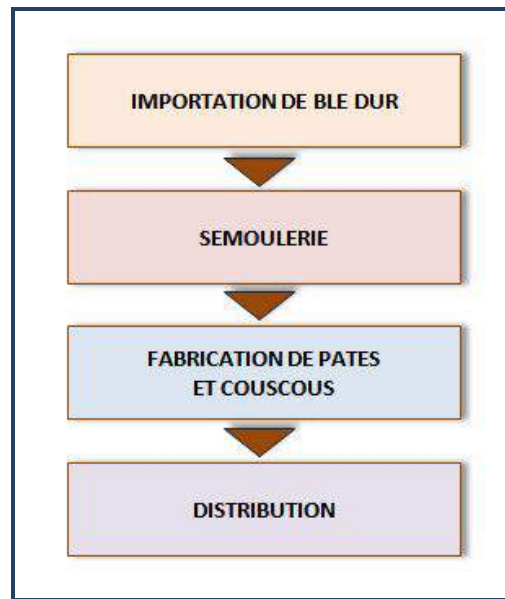 IMPORTATION DE BLE DUR
SEMOULERIE
FABRICATION DE PATES
ET COUSCOUS
DISTRIBUTION